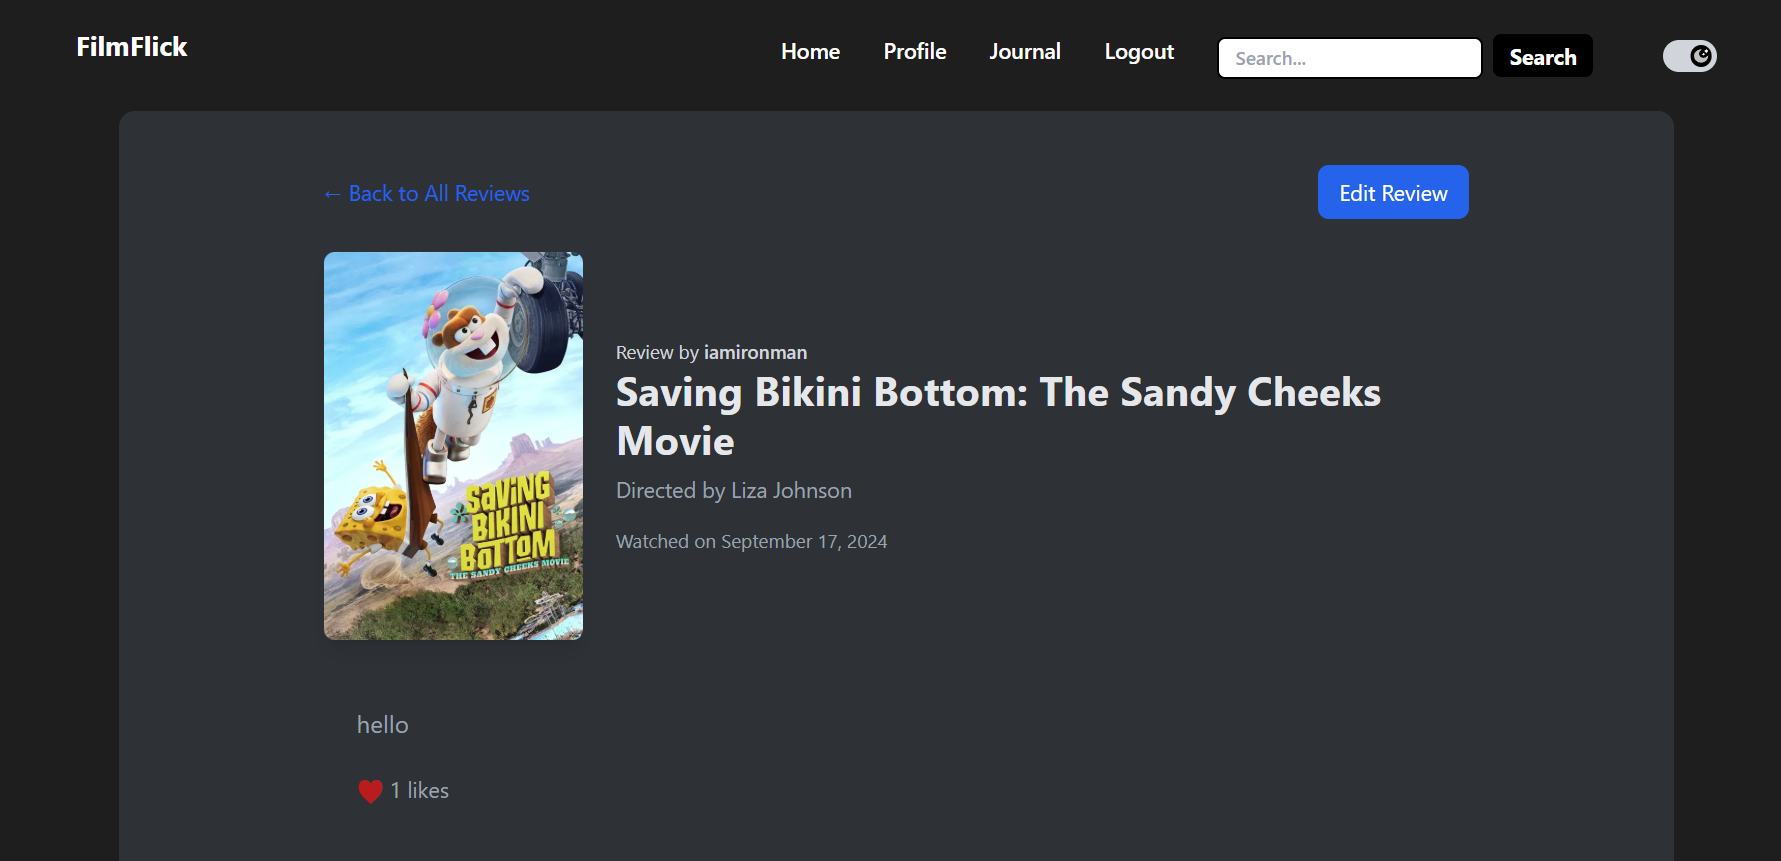 FilmFlick
Home Profile Journal Logout Search... Search
← Back to All Reviews
Edit Review
SAVING
BIKINI
BOTTOM
THE SANDY CHEEKS MOVIE
Review by iamironman
Saving Bikini Bottom: The Sandy Cheeks
Movie
Directed by Liza Johnson
Watched on September 17, 2024
hello
1 likes